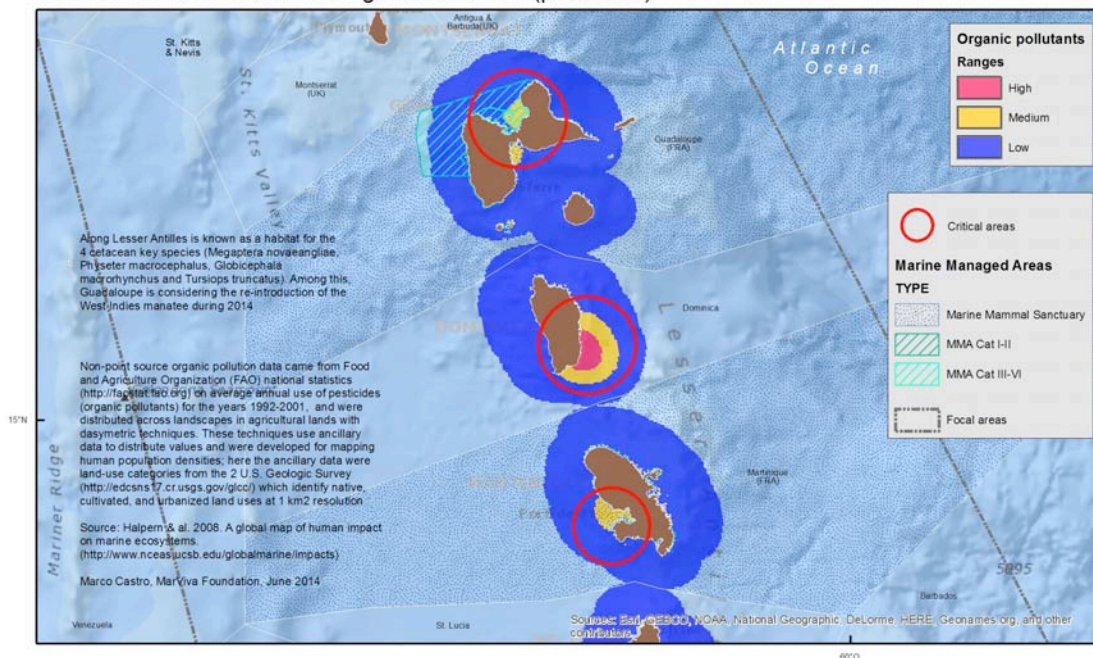 Antigua &
Barbuda(UK)
St. Kitts
& Nevis
Atlantic
Ocean
Montserrat
(UK)
St. Kitts Valley
Guadaloupe
(FRA)
Organic pollutants
Ranges
High
Medium
Low
Critical areas
Marine Managed Areas
TYPE
Marine Mammal Sanctuary
MMA Cat I-II
MMA Cat III-VI
Focal areas
Along Lesser Antilles is known as a habitat for the
4 cetacean key species (Megaptera novaeangliae,
Physeter macrocephalus, Globicephala
macrorhynchus and Tursiops truncatus). Among this,
Guadaloupe is considering the re-introduction of the
West-Indies manatee during 2014
Dominica
Lesser
Non-point source organic pollution data came from Food
and Agriculture Organization (FAO) national statistics
(http://faostat.fao.org) on average annual use of pesticides
(organic pollutants) for the years 1992-2001, and were
distributed across landscapes in agricultural lands with
dasymetric techniques. These techniques use ancillary
data to distribute values and were developed for mapping
human population densities; here the ancillary data were
land-use categories from the 2 U.S. Geologic Survey
(http://edcsns17.cr.usgs.gov/glcc/) which identify native,
cultivated, and urbanized land uses at 1 km2 resolution
15°N
Mariner Ridge
Martinique
(FRA)
Source: Halpern & al. 2008. A global map of human impact
on marine ecosystems.
(http://www.nceas.ucsb.edu/globalmarine/impacts)
Marco Castro, MarViva Foundation, June 2014
5095
Barbados
Venezuela
St. Lucia
Sources: Esri, GEBCO, NOAA, National Geographic, DeLorme, HERE, Geonames.org, and other
contributors
60°O